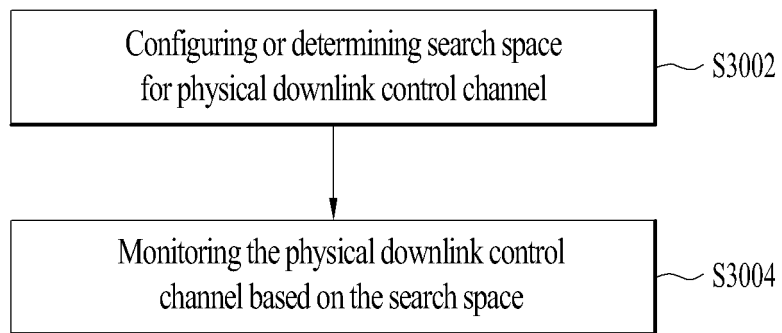 Configuring or determining search space
for physical downlink control channel
S3002
Monitoring the physical downlink control
channel based on the search space
S3004